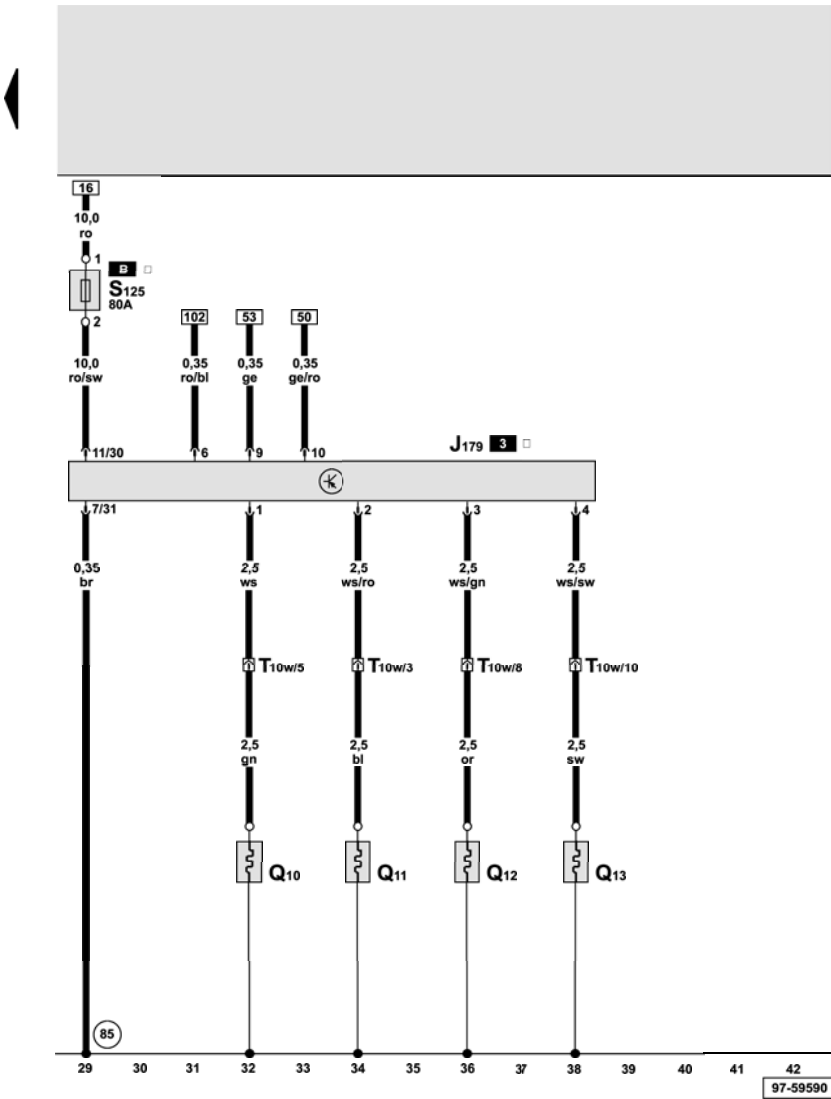 16
10,0
ro
1
B
S125
80A
2
102 53 50
10,0 0,35 0,35 0,35
ro/sw ro/bl ge ge/ro
J179 3
11/30 6 9 10
7/31 1 2 3 4
0,35 2,5 2,5 2,5 2,5
br ws ws/ro ws/gn ws/sw
T10w/5 T10w/3 T10w/8 T10w/10
2,5 2,5 2,5 2,5
gn bl or sw
Q10 Q11 Q12 Q13
85
29 30 31 32 33 34 35 36 37 38 39 40 41 42
97-59590